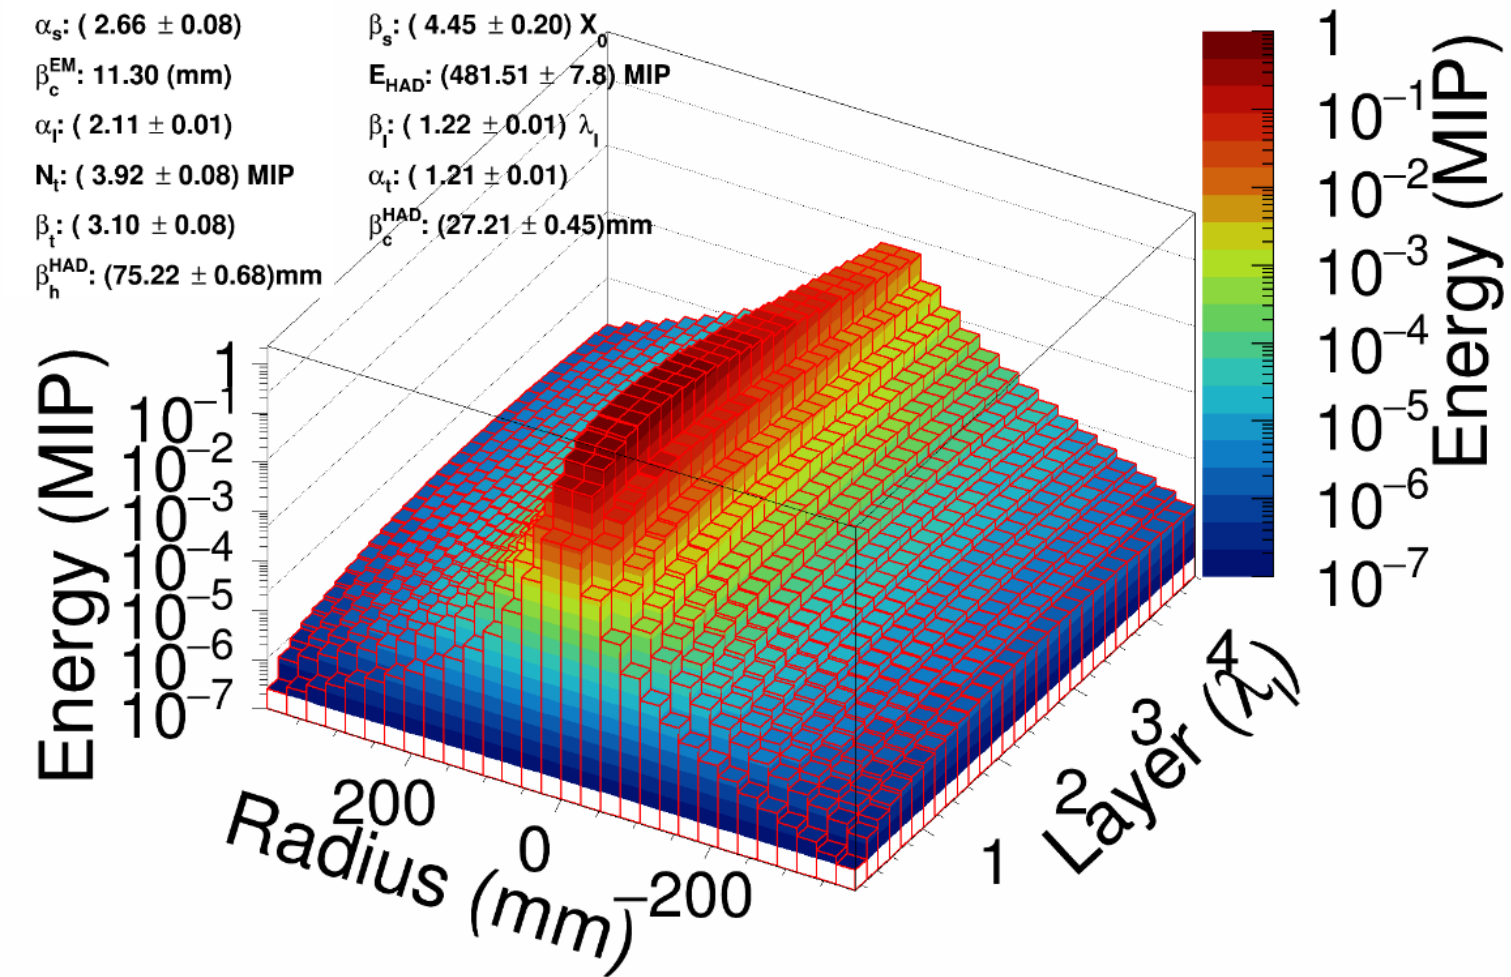 αs: ( 2.66 ± 0.08) βs: ( 4.45 ± 0.20) X0
βcEM: 11.30 (mm) EHAD: (481.51 ± 7.8) MIP
αl: ( 2.11 ± 0.01) βl: ( 1.22 ± 0.01) λI
Nt: ( 3.92 ± 0.08) MIP αt: ( 1.21 ± 0.01)
βt: ( 3.10 ± 0.08) βcHAD: (27.21 ± 0.45)mm
βhHAD: (75.22 ± 0.68)mm
Energy (MIP)
1
10−1
10−2
10−3
10−4
10−5
10−6
10−7
200
0
−200
Radius (mm)
1
2
3
4
Layer (λI)
1
10−1
10−2
10−3
10−4
10−5
10−6
10−7
Energy (MIP)